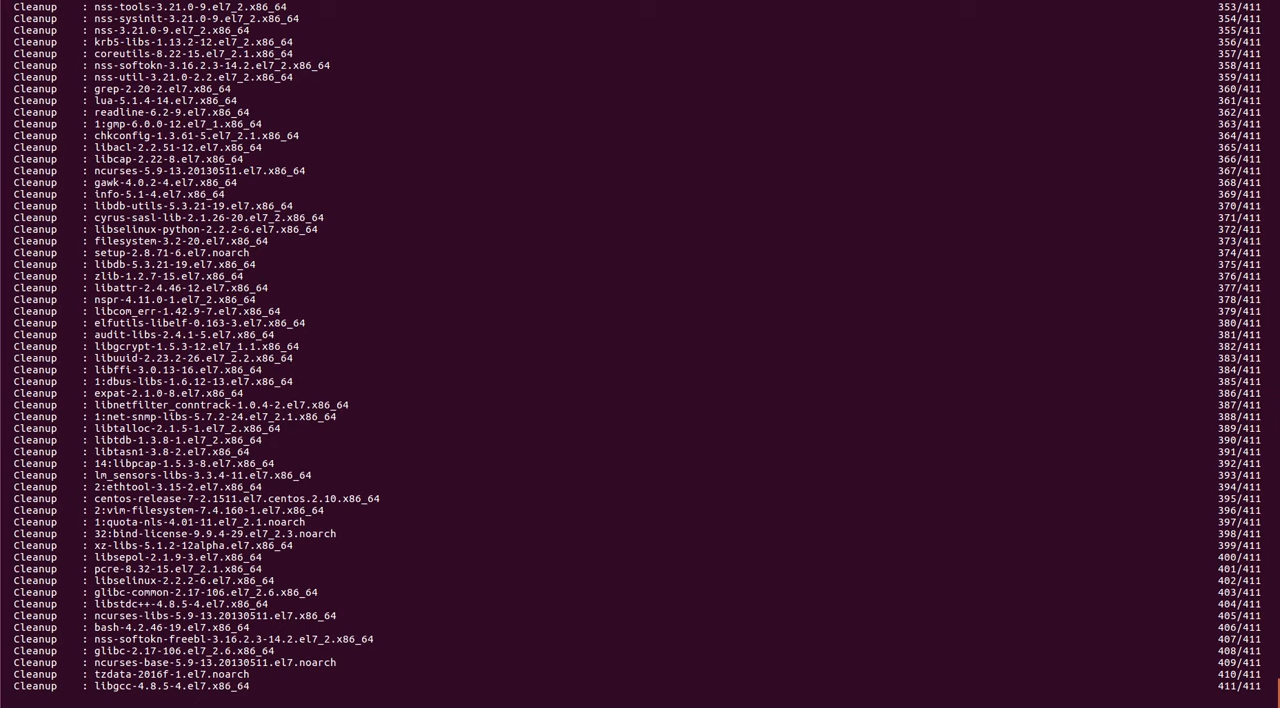 Cleanup : nss-tools-3.21.0-9.el7_2.x86_64 353/411
Cleanup : nss-sysinit-3.21.0-9.el7_2.x86_64 354/411
Cleanup : nss-3.21.0-9.el7_2.x86_64 355/411
Cleanup : krb5-libs-1.13.2-12.el7_2.x86_64 356/411
Cleanup : coreutils-8.22-15.el7_2.1.x86_64 357/411
Cleanup : nss-softokn-3.16.2.3-14.2.el7_2.x86_64 358/411
Cleanup : nss-util-3.21.0-2.2.el7_2.x86_64 359/411
Cleanup : grep-2.20-2.el7.x86_64 360/411
Cleanup : lua-5.1.4-14.el7.x86_64 361/411
Cleanup : readline-6.2-9.el7.x86_64 362/411
Cleanup : 1:gmp-6.0.0-12.el7_1.x86_64 363/411
Cleanup : chkconfig-1.3.61-5.el7_2.1.x86_64 364/411
Cleanup : libacl-2.2.51-12.el7.x86_64 365/411
Cleanup : libcap-2.22-8.el7.x86_64 366/411
Cleanup : ncurses-5.9-13.20130511.el7.x86_64 367/411
Cleanup : gawk-4.0.2-4.el7.x86_64 368/411
Cleanup : info-5.1-4.el7.x86_64 369/411
Cleanup : libdb-utils-5.3.21-19.el7.x86_64 370/411
Cleanup : cyrus-sasl-lib-2.1.26-20.el7_2.x86_64 371/411
Cleanup : libselinux-python-2.2.2-6.el7.x86_64 372/411
Cleanup : filesystem-3.2-20.el7.x86_64 373/411
Cleanup : setup-2.8.71-6.el7.noarch 374/411
Cleanup : libdb-5.3.21-19.el7.x86_64 375/411
Cleanup : zlib-1.2.7-15.el7.x86_64 376/411
Cleanup : libattr-2.4.46-12.el7.x86_64 377/411
Cleanup : nspr-4.11.0-1.el7_2.x86_64 378/411
Cleanup : libcom_err-1.42.9-7.el7.x86_64 379/411
Cleanup : elfutils-libelf-0.163-3.el7.x86_64 380/411
Cleanup : audit-libs-2.4.1-5.el7.x86_64 381/411
Cleanup : libgcrypt-1.5.3-12.el7_1.1.x86_64 382/411
Cleanup : libuuid-2.23.2-26.el7_2.2.x86_64 383/411
Cleanup : libffi-3.0.13-16.el7.x86_64 384/411
Cleanup : 1:dbus-libs-1.6.12-13.el7.x86_64 385/411
Cleanup : expat-2.1.0-8.el7.x86_64 386/411
Cleanup : libnetfilter_conntrack-1.0.4-2.el7.x86_64 387/411
Cleanup : 1:net-snmp-libs-5.7.2-24.el7_2.1.x86_64 388/411
Cleanup : libtalloc-2.1.5-1.el7_2.x86_64 389/411
Cleanup : libtdb-1.3.8-1.el7_2.x86_64 390/411
Cleanup : libtasn1-3.8-2.el7.x86_64 391/411
Cleanup : 14:libpcap-1.5.3-8.el7.x86_64 392/411
Cleanup : lm_sensors-libs-3.3.4-11.el7.x86_64 393/411
Cleanup : 2:ethtool-3.15-2.el7.x86_64 394/411
Cleanup : centos-release-7-2.1511.el7.centos.2.10.x86_64 395/411
Cleanup : 2:vim-filesystem-7.4.160-1.el7.x86_64 396/411
Cleanup : 1:quota-nls-4.01-11.el7_2.1.noarch 397/411
Cleanup : 32:bind-license-9.9.4-29.el7_2.3.noarch 398/411
Cleanup : xz-libs-5.1.2-12alpha.el7.x86_64 399/411
Cleanup : libsepol-2.1.9-3.el7.x86_64 400/411
Cleanup : pcre-8.32-15.el7_2.1.x86_64 401/411
Cleanup : libselinux-2.2.2-6.el7.x86_64 402/411
Cleanup : glibc-common-2.17-106.el7_2.6.x86_64 403/411
Cleanup : libstdc++-4.8.5-4.el7.x86_64 404/411
Cleanup : ncurses-libs-5.9-13.20130511.el7.x86_64 405/411
Cleanup : bash-4.2.46-19.el7.x86_64 406/411
Cleanup : nss-softokn-freebl-3.16.2.3-14.2.el7_2.x86_64 407/411
Cleanup : glibc-2.17-106.el7_2.6.x86_64 408/411
Cleanup : ncurses-base-5.9-13.20130511.el7.noarch 409/411
Cleanup : tzdata-2016f-1.el7.noarch 410/411
Cleanup : libgcc-4.8.5-4.el7.x86_64 411/411